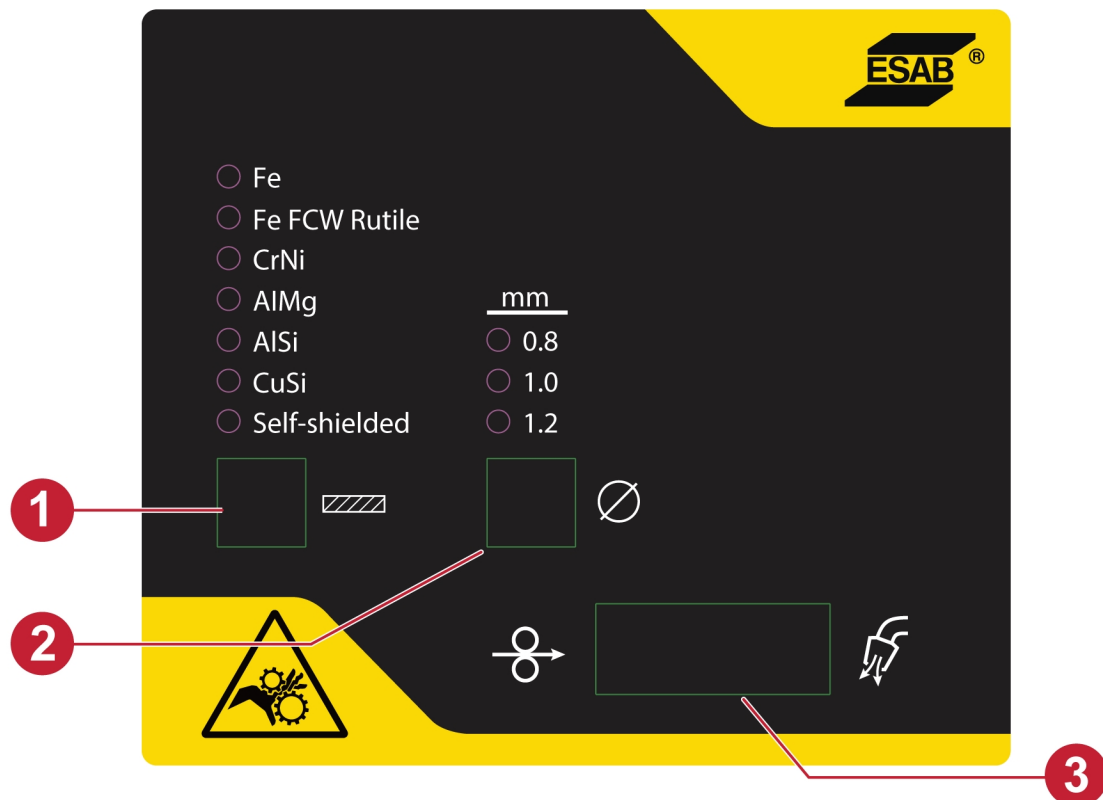 ESAB ®
Fe
Fe FCW Rutile
CrNi
AlMg
AlSi
CuSi
Self-shielded
mm
0.8
1.0
1.2
1
2
3